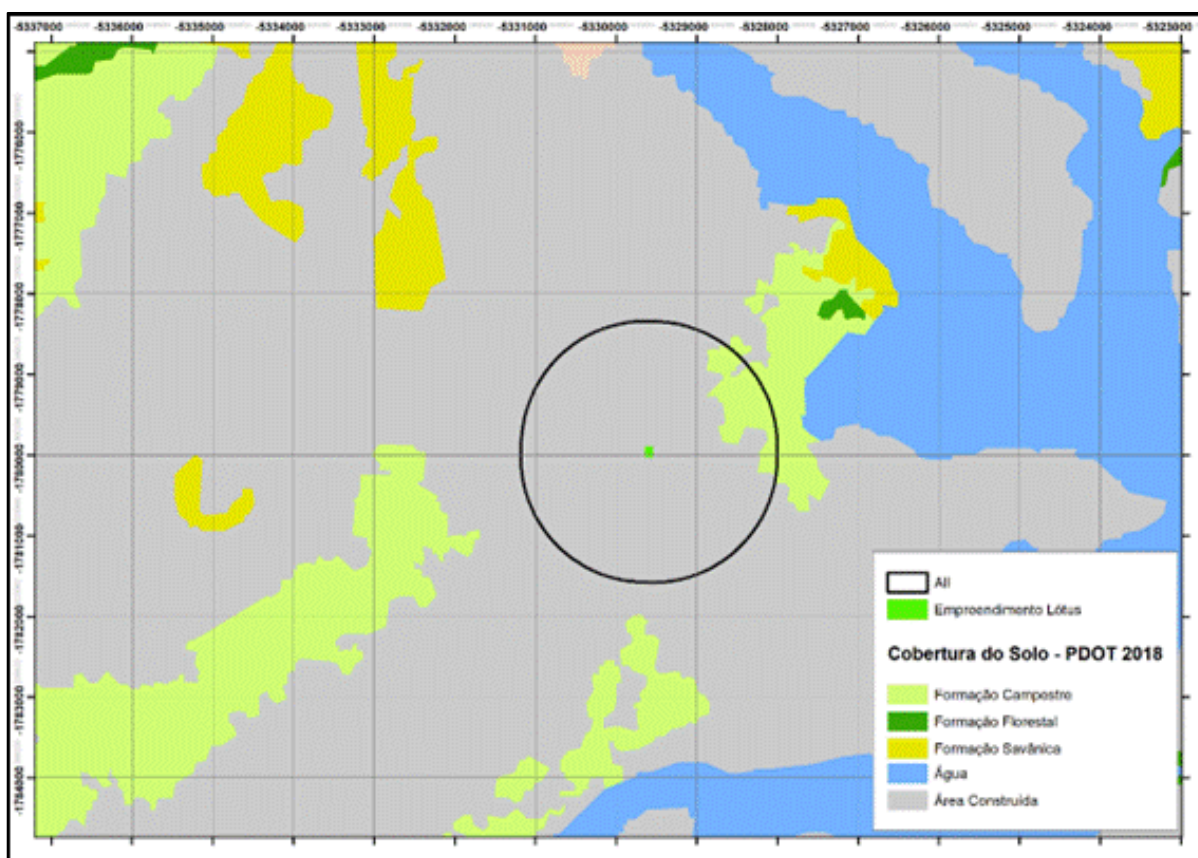 -5337000 -5336000 -5335000 -5334000 -5333000 -5332000 -5331000 -5330000 -5329000 -5328000 -5327000 -5326000 -5325000 -5324000 -5323000
-1776000
-1777000
-1778000
-1779000
-1780000
-1781000
-1782000
-1783000
-1784000
AII
Empreendimento Lótus
Cobertura do Solo - PDOT 2018
Formação Campestre
Formação Florestal
Formação Savânica
Água
Área Construída